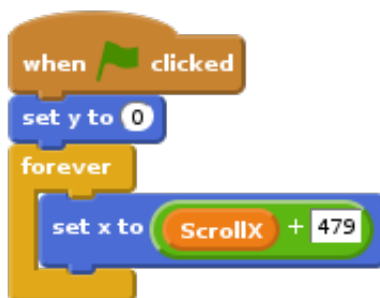 when clicked
set y to 0
forever
set x to ScrollX + 479